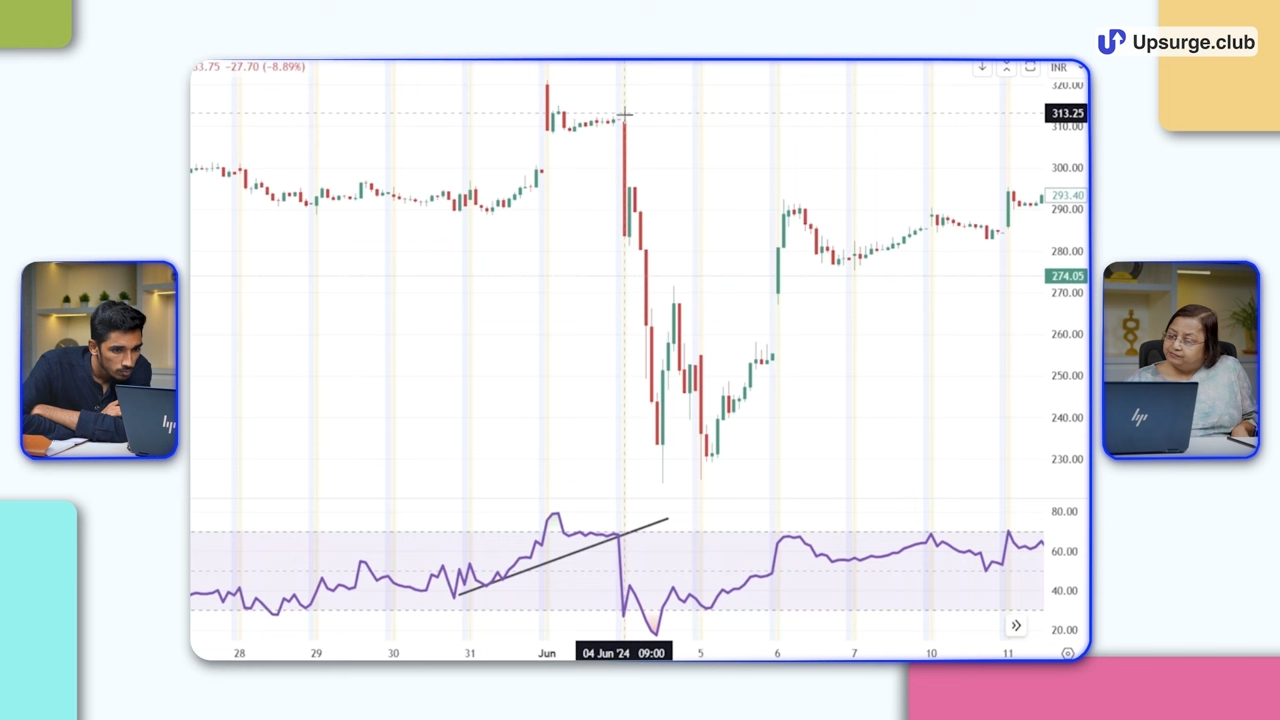 Upsurge.club
33.75 -27.70 (-8.89%)
INR
320.00
313.25
310.00
300.00
293.40
290.00
280.00
274.05
270.00
260.00
250.00
240.00
230.00
80.00
60.00
40.00
20.00
28 29 30 31 Jun 04 Jun '24 09:00 5 6 7 10 11
hp
hp